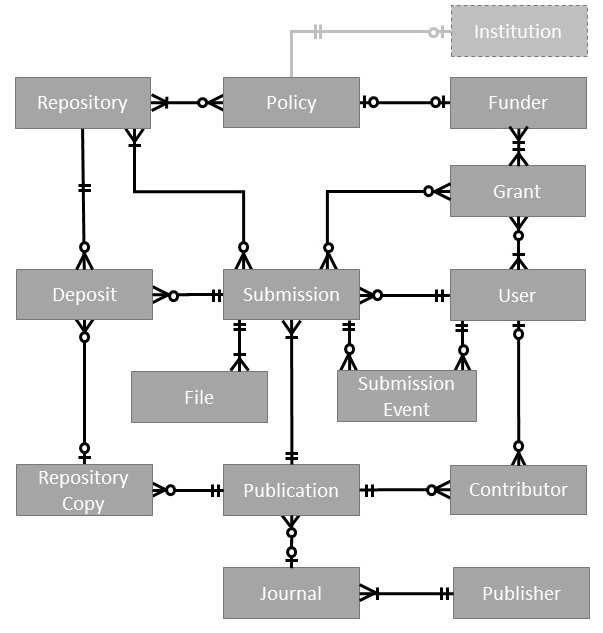 Institution
Repository
Policy
Funder
Grant
Deposit
Submission
User
File
Submission
Event
Repository
Copy
Publication
Contributor
Journal
Publisher